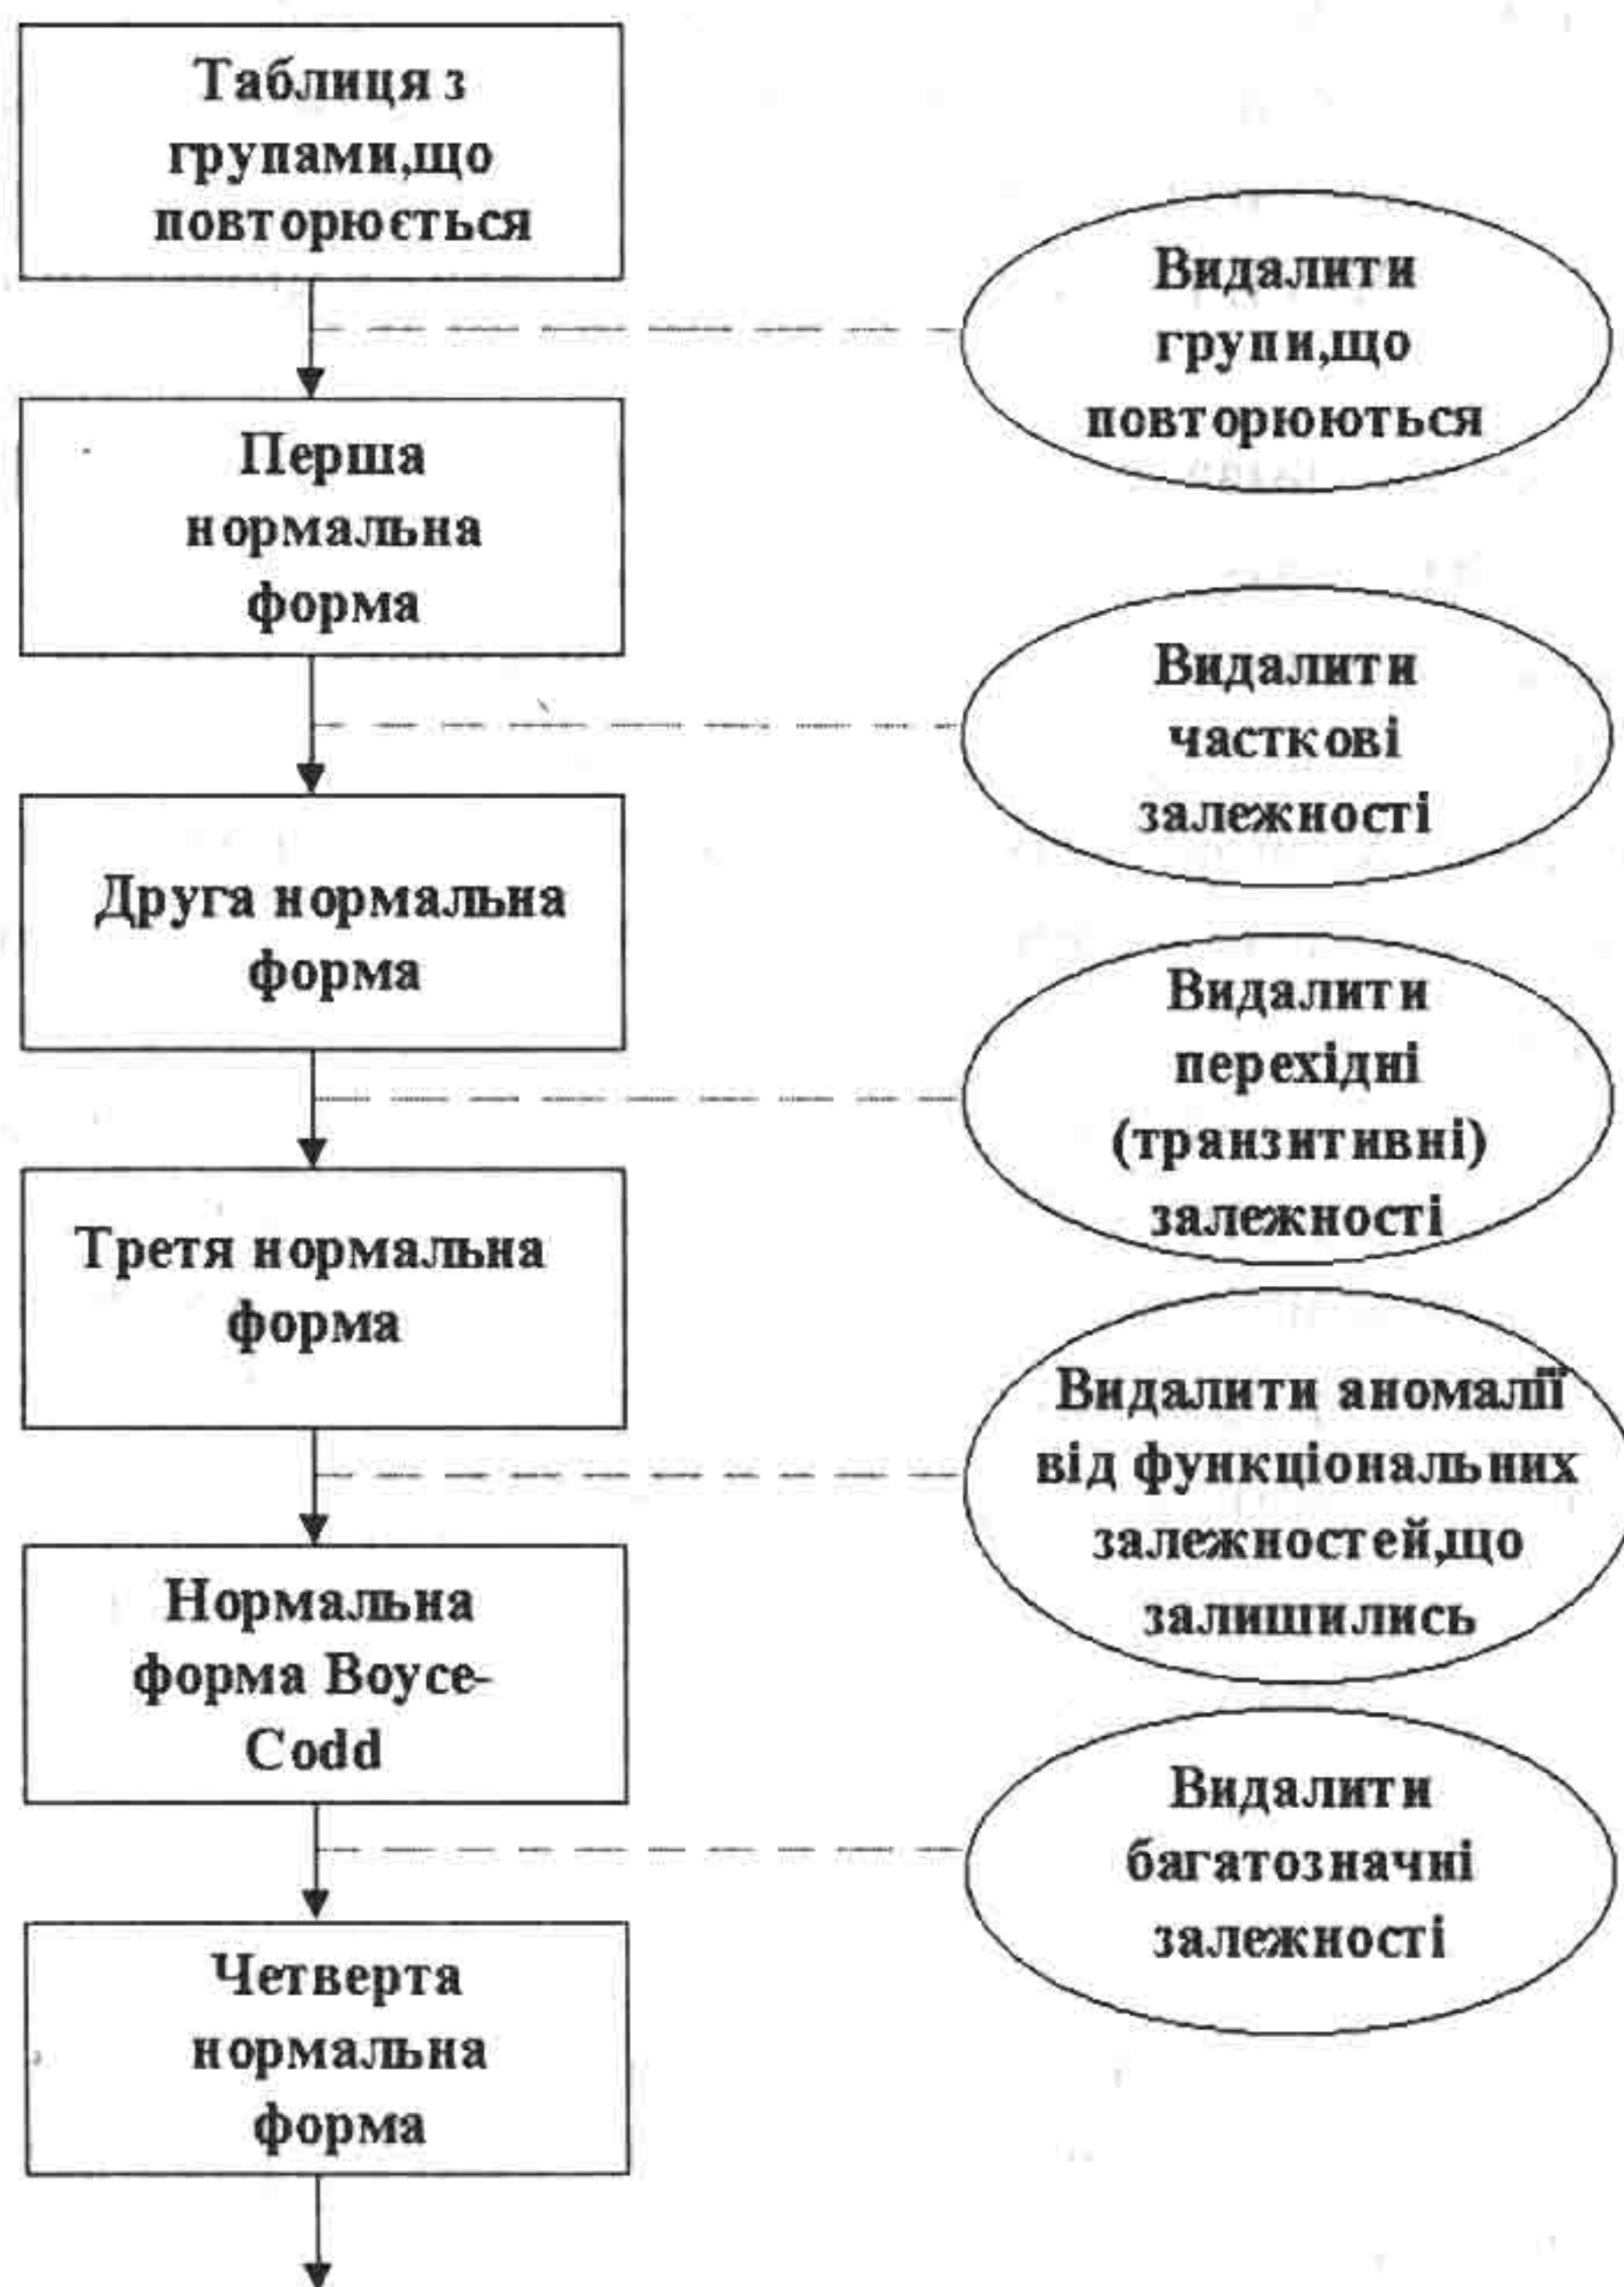 Таблиця з
групами,що
повторюється
Видалити
групи,що
повторюються
Перша
нормальна
форма
Видалити
часткові
залежності
Друга нормальна
форма
Видалити
перехідні
(транзитивні)
залежності
Третя нормальна
форма
Видалити аномалії
від функціональних
залежностей,що
залишились
Нормальна
форма Boyce-
Codd
Видалити
багатозначні
залежності
Четверта
нормальна
форма